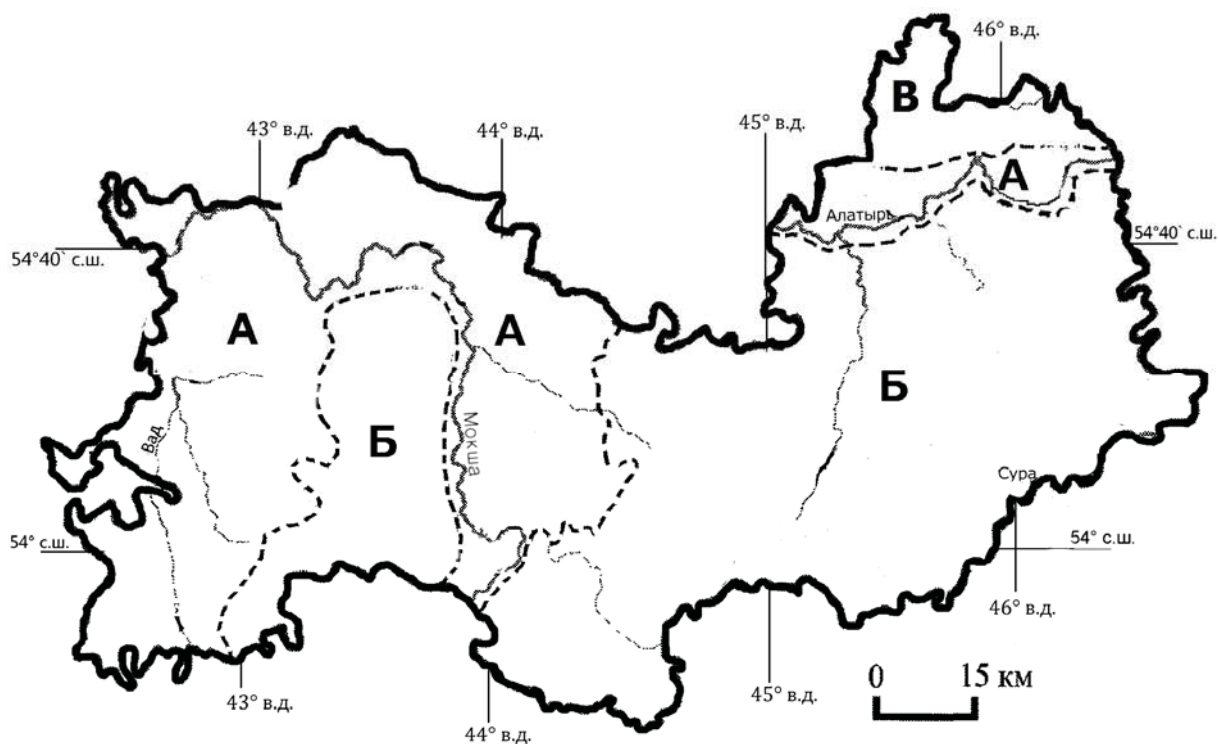 46° в.д.
В
43° в.д.
44° в.д.
45° в.д.
А
Алатырь
54°40` с.ш.
54°40` с.ш.
А
А
Б
Б
Вад
Мокша
Сура
54° с.ш.
54° с.ш.
46° в.д.
43° в.д.
44° в.д.
45° в.д.
0 15 км